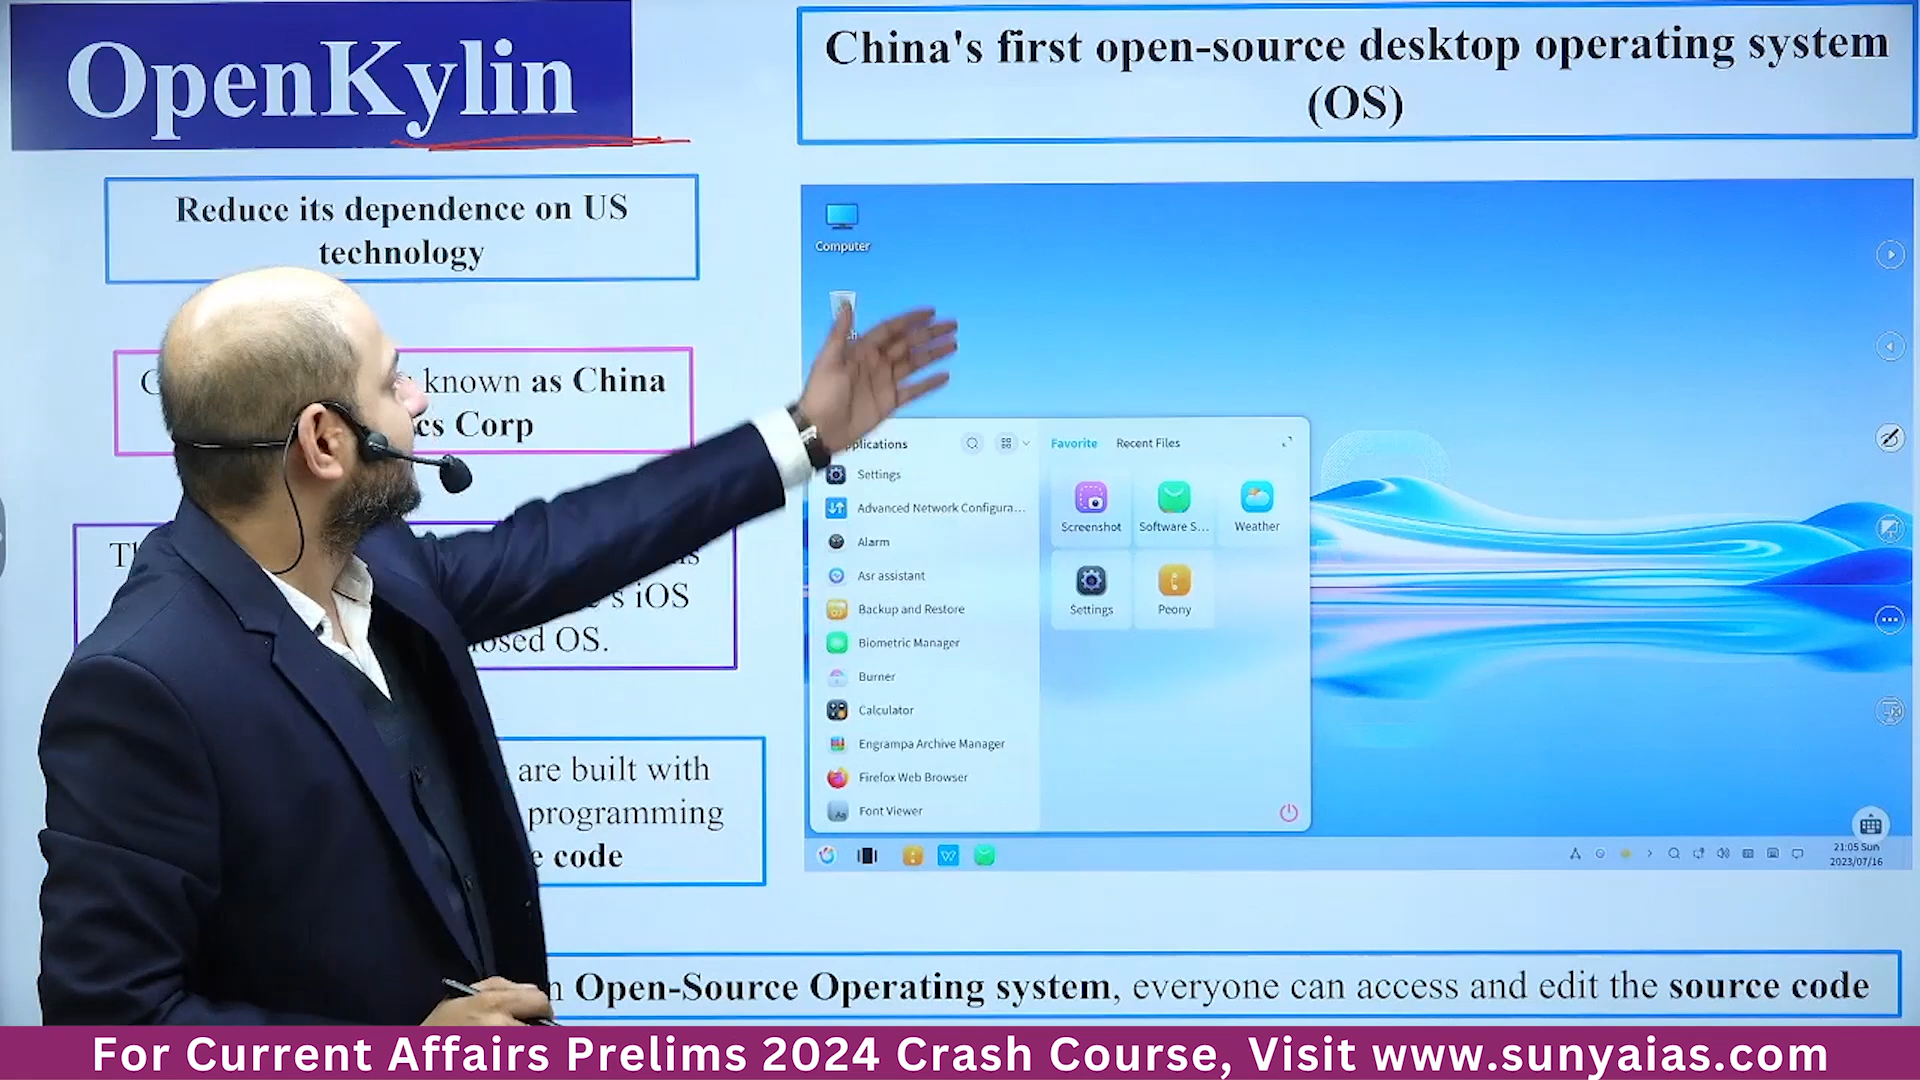 OpenKylin
China's first open-source desktop operating system
(OS)
Reduce its dependence on US
technology
known as China
Corp
iOS
OS.
are built with
programming
code
Open-Source Operating system, everyone can access and edit the source code
Computer
Settings
Advanced Network Configura...
Alarm
Asr assistant
Backup and Restore
Biometric Manager
Burner
Calculator
Engrampa Archive Manager
Firefox Web Browser
Font Viewer
Favorite Recent Files
Screenshot Software S... Weather
Settings Peony
21:05 Sun
2023/07/16
For Current Affairs Prelims 2024 Crash Course, Visit www.sunyaias.com